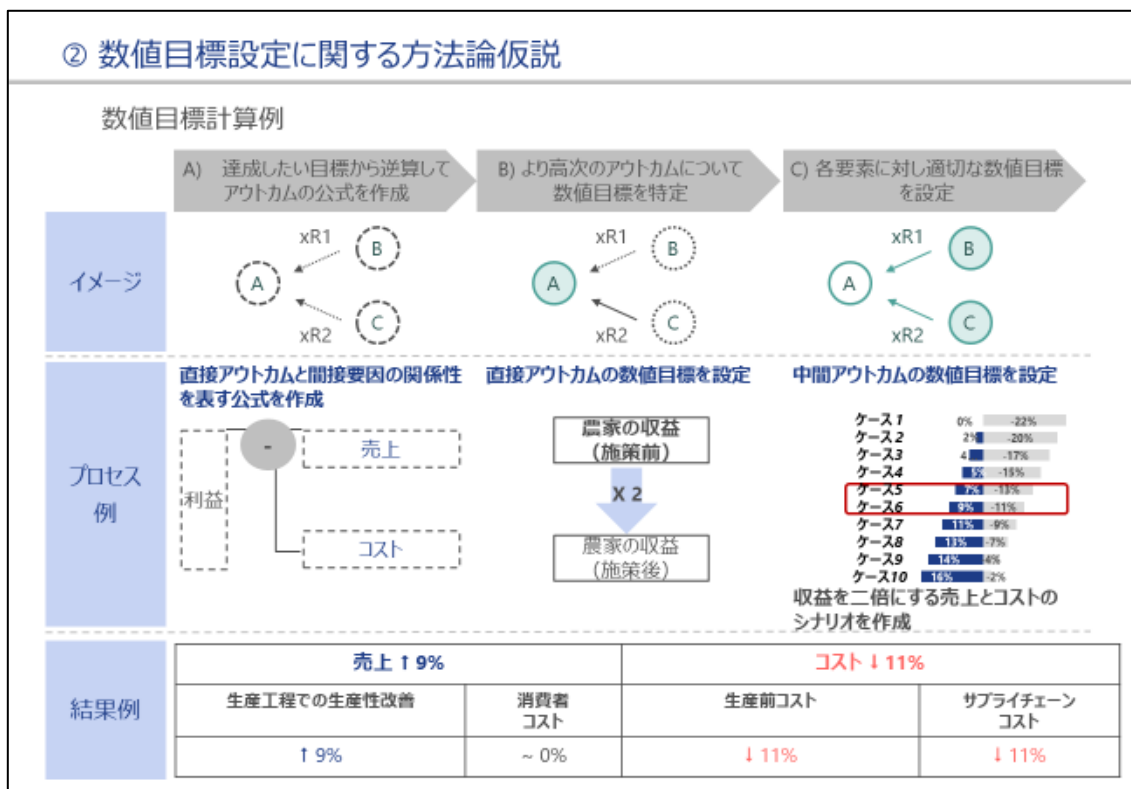 ② 数値目標設定に関する方法論仮説
数値目標計算例
A) 達成したい目標から逆算して
アウトカムの公式を作成
B) より高次のアウトカムについて
数値目標を特定
C) 各要素に対し適切な数値目標
を設定
イメージ
xR1
B
A
C
xR2
xR1
B
A
C
xR2
xR1
B
A
C
xR2
プロセス
例
直接アウトカムと間接要因の関係性
を表す公式を作成
-
売上
利益
コスト
直接アウトカムの数値目標を設定
農家の収益
(施策前)
X 2
農家の収益
(施策後)
中間アウトカムの数値目標を設定
ケース1 0% -22%
ケース2 2% -20%
ケース3 4 -17%
ケース4 5% -15%
ケース5 7% -13%
ケース6 9% -11%
ケース7 11% -9%
ケース8 13% -7%
ケース9 14% 4%
ケース10 16% -2%
収益を二倍にする売上とコストの
シナリオを作成
結果例
売上 ↑ 9%
コスト ↓ 11%
生産工程での生産性改善
消費者
コスト
生産前コスト
サプライチェーン
コスト
↑ 9%
~ 0%
↓ 11%
↓ 11%